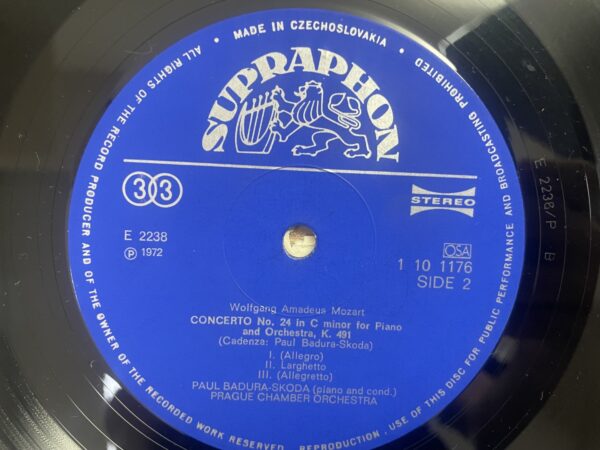 MADE IN CZECHOSLOVAKIA •
ALL RIGHTS OF THE RECORD PRODUCER AND OF THE OWNER OF THE RECORDED WORK RESERVED
REPRODUCTION, USE OF THIS DISC FOR PUBLIC PERFORMANCE AND BROADCASTING PROHIBITED
SUPRAPHON
33
STEREO
E 2238
Ⓟ 1972
OSA
1 10 1176
SIDE 2
Wolfgang Amadeus Mozart
CONCERTO No. 24 in C minor for Piano
and Orchestra, K. 491
(Cadenza: Paul Badura-Skoda)
I. (Allegro)
II. Larghetto
III. (Allegretto)
PAUL BADURA-SKODA (piano and cond.)
PRAGUE CHAMBER ORCHESTRA
E 2238/P B